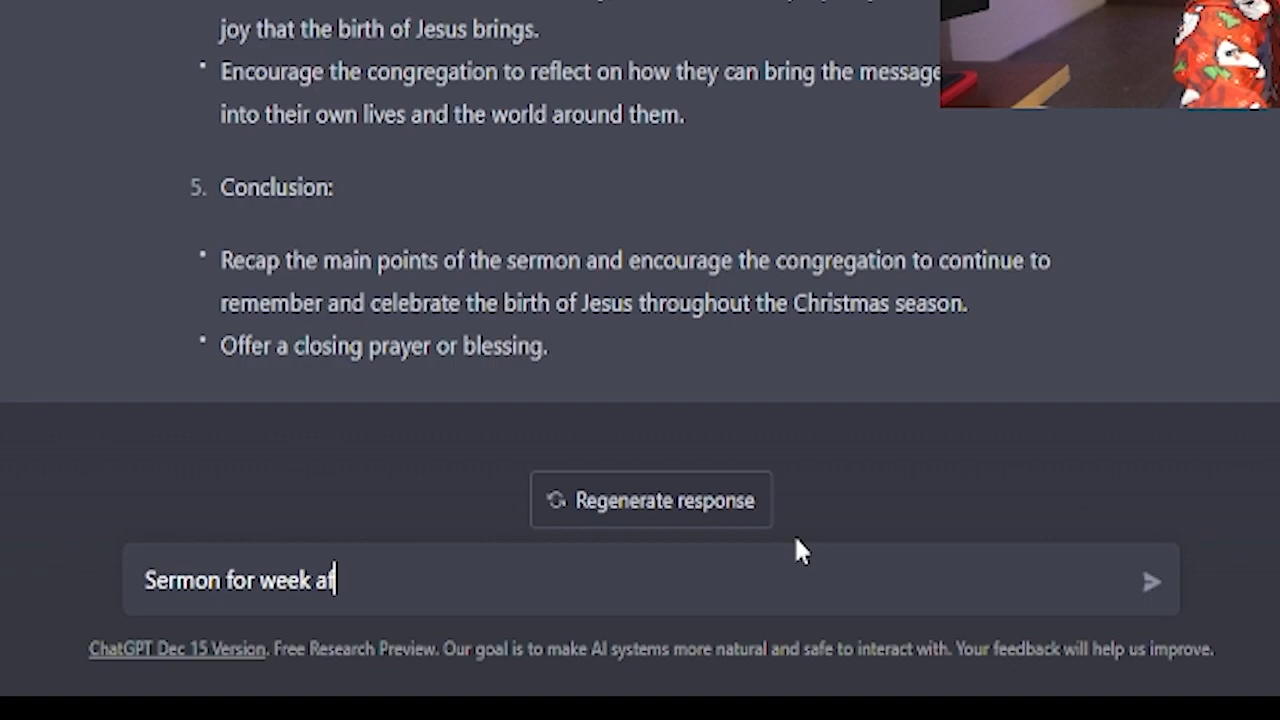 joy that the birth of Jesus brings.
• Encourage the congregation to reflect on how they can bring the message
into their own lives and the world around them.
5. Conclusion:
• Recap the main points of the sermon and encourage the congregation to continue to
remember and celebrate the birth of Jesus throughout the Christmas season.
• Offer a closing prayer or blessing.
Regenerate response
Sermon for week af
ChatGPT Dec 15 Version. Free Research Preview. Our goal is to make AI systems more natural and safe to interact with. Your feedback will help us improve.